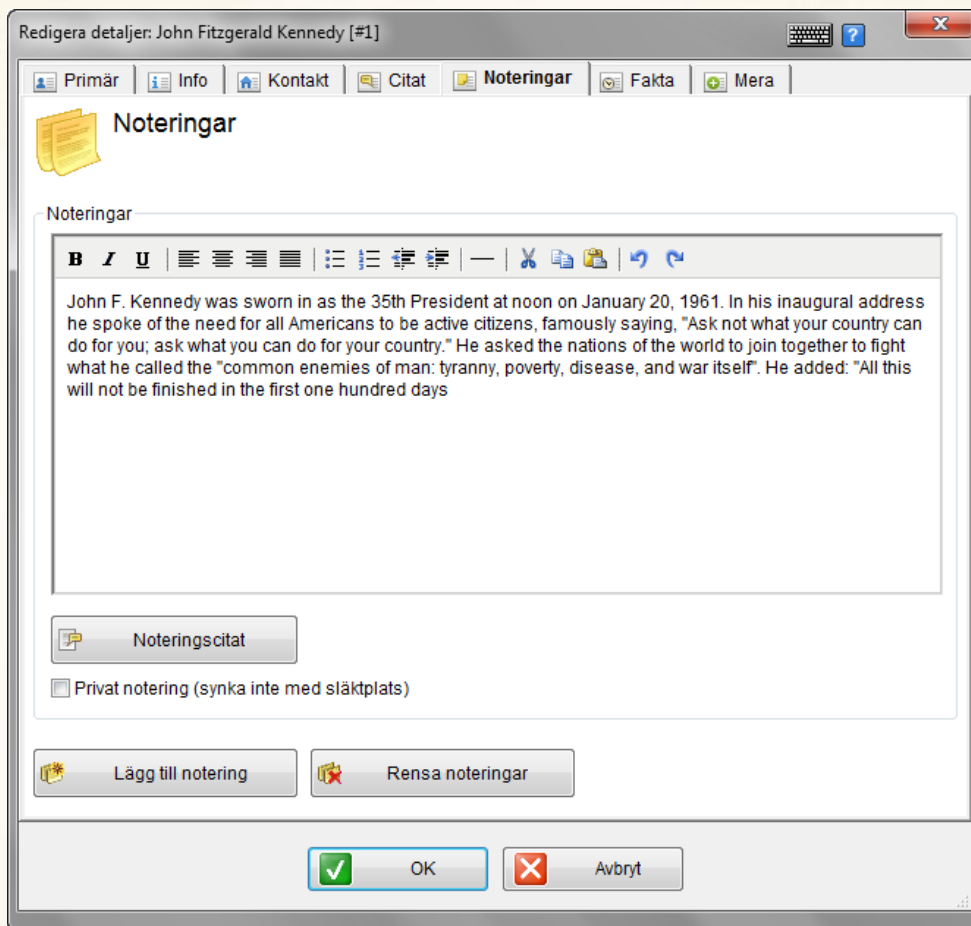 Redigera detaljer: John Fitzgerald Kennedy [#1]
Primär Info Kontakt Citat Noteringar Fakta Mera
Noteringar
Noteringar
B I U
John F. Kennedy was sworn in as the 35th President at noon on January 20, 1961. In his inaugural address
he spoke of the need for all Americans to be active citizens, famously saying, "Ask not what your country can
do for you; ask what you can do for your country." He asked the nations of the world to join together to fight
what he called the "common enemies of man: tyranny, poverty, disease, and war itself". He added: "All this
will not be finished in the first one hundred days
Noteringscitat
Privat notering (synka inte med släktplats)
Lägg till notering Rensa noteringar
OK Avbryt